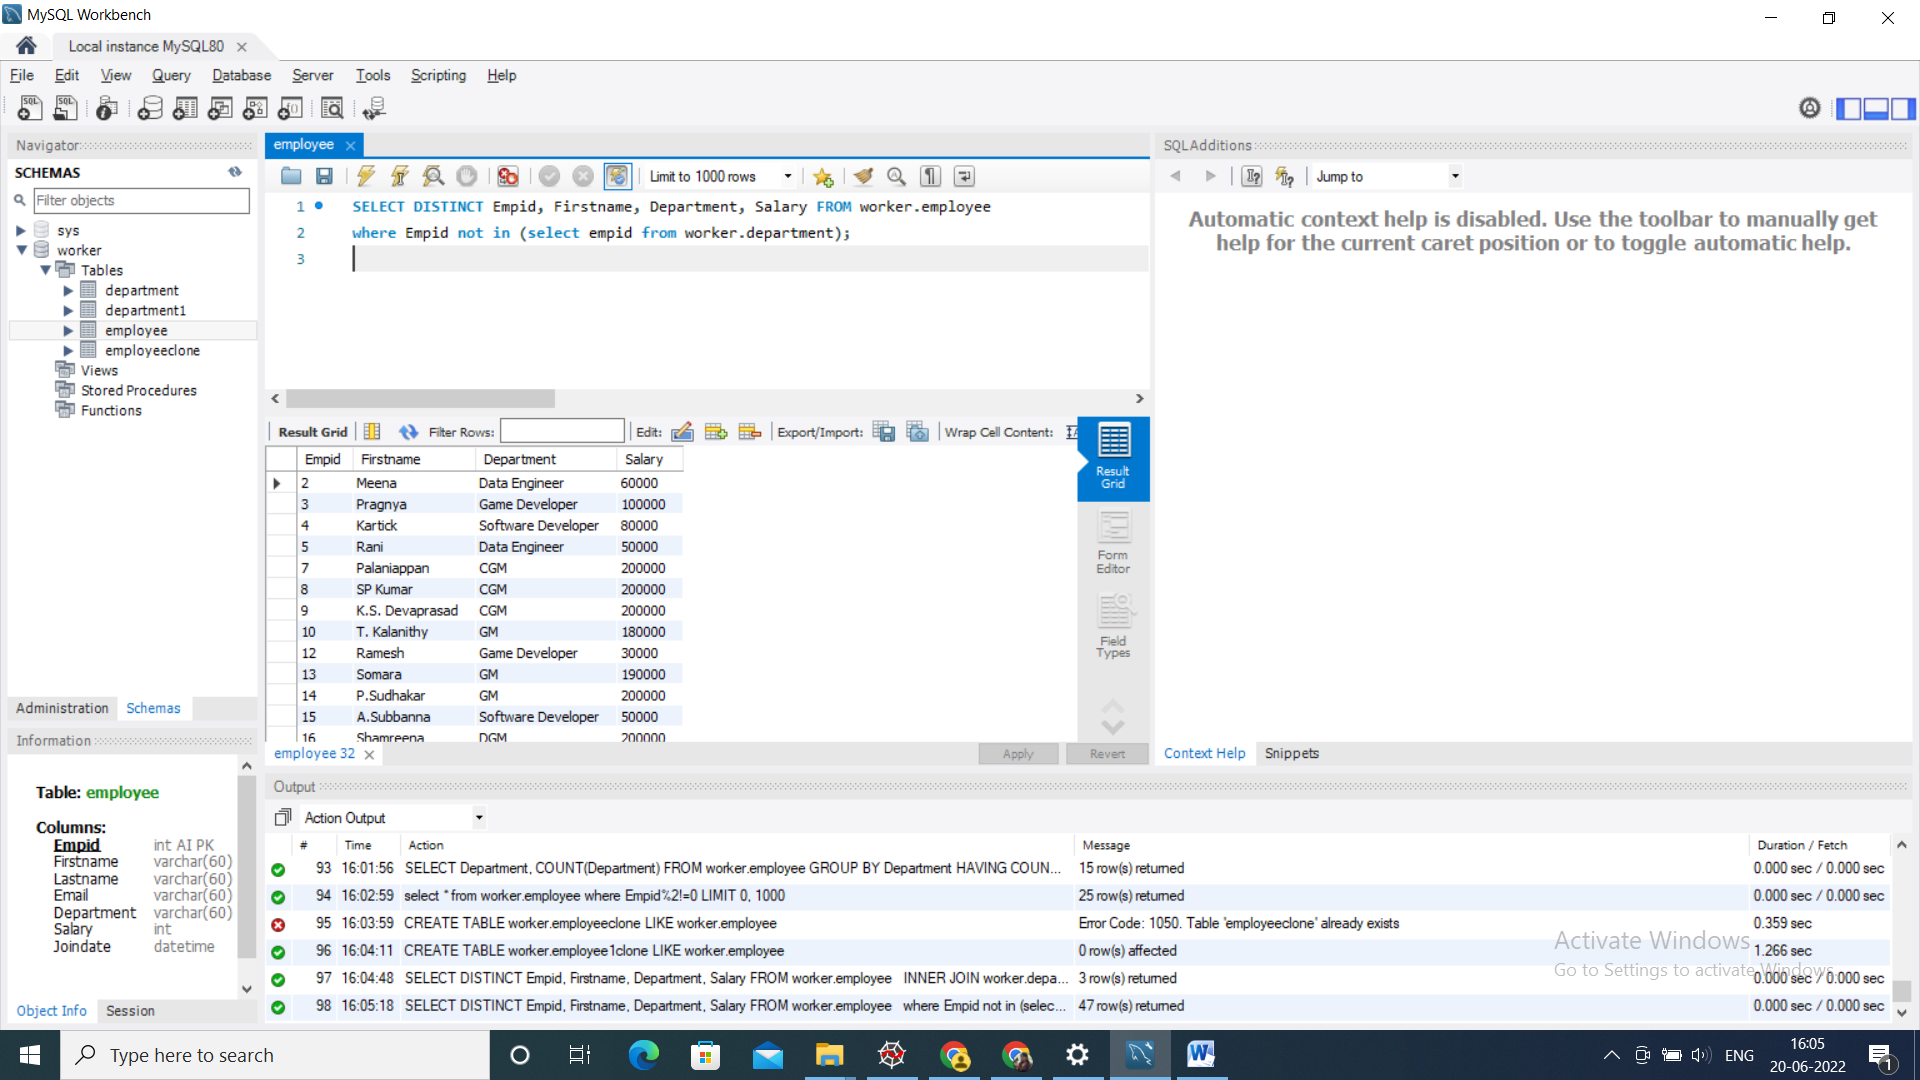 MySQL Workbench
Local instance MySQL80
File Edit View Query Database Server Tools Scripting Help
Navigator
SCHEMAS
Filter objects
sys
worker
Tables
department
department1
employee
employeeclone
Views
Stored Procedures
Functions
Administration Schemas
Information
Table: employee
Columns:
Empid int AI PK
Firstname varchar(60)
Lastname varchar(60)
Email varchar(60)
Department varchar(60)
Salary int
Joindate datetime
Object Info Session
employee
Limit to 1000 rows
1 SELECT DISTINCT Empid, Firstname, Department, Salary FROM worker.employee
2 where Empid not in (select empid from worker.department);
3
Result Grid Filter Rows: Edit: Export/Import: Wrap Cell Content:
Empid Firstname Department Salary
2 Meena Data Engineer 60000
3 Pragnya Game Developer 100000
4 Kartick Software Developer 80000
5 Rani Data Engineer 50000
7 Palaniappan CGM 200000
8 SP Kumar CGM 200000
9 K.S. Devaprasad CGM 200000
10 T. Kalanithy GM 180000
12 Ramesh Game Developer 30000
13 Somara GM 190000
14 P.Sudhakar GM 200000
15 A.Subbanna Software Developer 50000
16 Shamreena DGM 200000
Result Grid
Form Editor
Field Types
employee 32
Apply Revert
SQLAdditions
Jump to
Automatic context help is disabled. Use the toolbar to manually get
help for the current caret position or to toggle automatic help.
Context Help Snippets
Output
Action Output
# Time Action Message Duration / Fetch
93 16:01:56 SELECT Department, COUNT(Department) FROM worker.employee GROUP BY Department HAVING COUN... 15 row(s) returned 0.000 sec / 0.000 sec
94 16:02:59 select * from worker.employee where Empid%2!=0 LIMIT 0, 1000 25 row(s) returned 0.000 sec / 0.000 sec
95 16:03:59 CREATE TABLE worker.employeeclone LIKE worker.employee Error Code: 1050. Table 'employeeclone' already exists 0.359 sec
96 16:04:11 CREATE TABLE worker.employee1clone LIKE worker.employee 0 row(s) affected 1.266 sec
97 16:04:48 SELECT DISTINCT Empid, Firstname, Department, Salary FROM worker.employee INNER JOIN worker.depa... 3 row(s) returned 0.000 sec / 0.000 sec
98 16:05:18 SELECT DISTINCT Empid, Firstname, Department, Salary FROM worker.employee where Empid not in (selec... 47 row(s) returned 0.000 sec / 0.000 sec
Activate Windows
Go to Settings to activate Windows.
Type here to search
ENG
16:05
20-06-2022
1